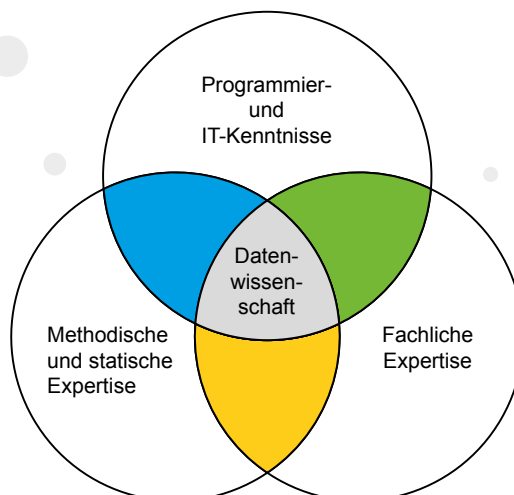 Programmier-
und
IT-Kenntnisse
Daten-
wissen-
schaft
Methodische
und statische
Expertise
Fachliche
Expertise